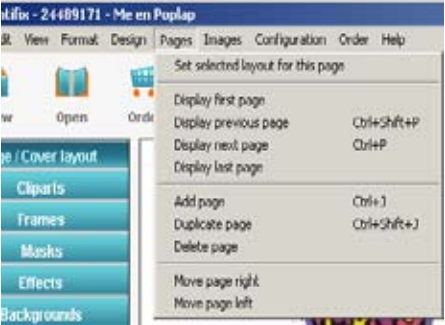 ntifix - 24489171 - Me en Poplap
View Format Design Pages Images Configuration Order Help
Set selected layout for this page
Open
Display first page
Display previous page Ctrl+Shift+P
Display next page Ctrl+P
Display last page
ge / Cover layout
Cliparts
Frames
Masks
Effects
Backgrounds
Add page Ctrl+J
Duplicate page Ctrl+Shift+J
Delete page
Move page right
Move page left